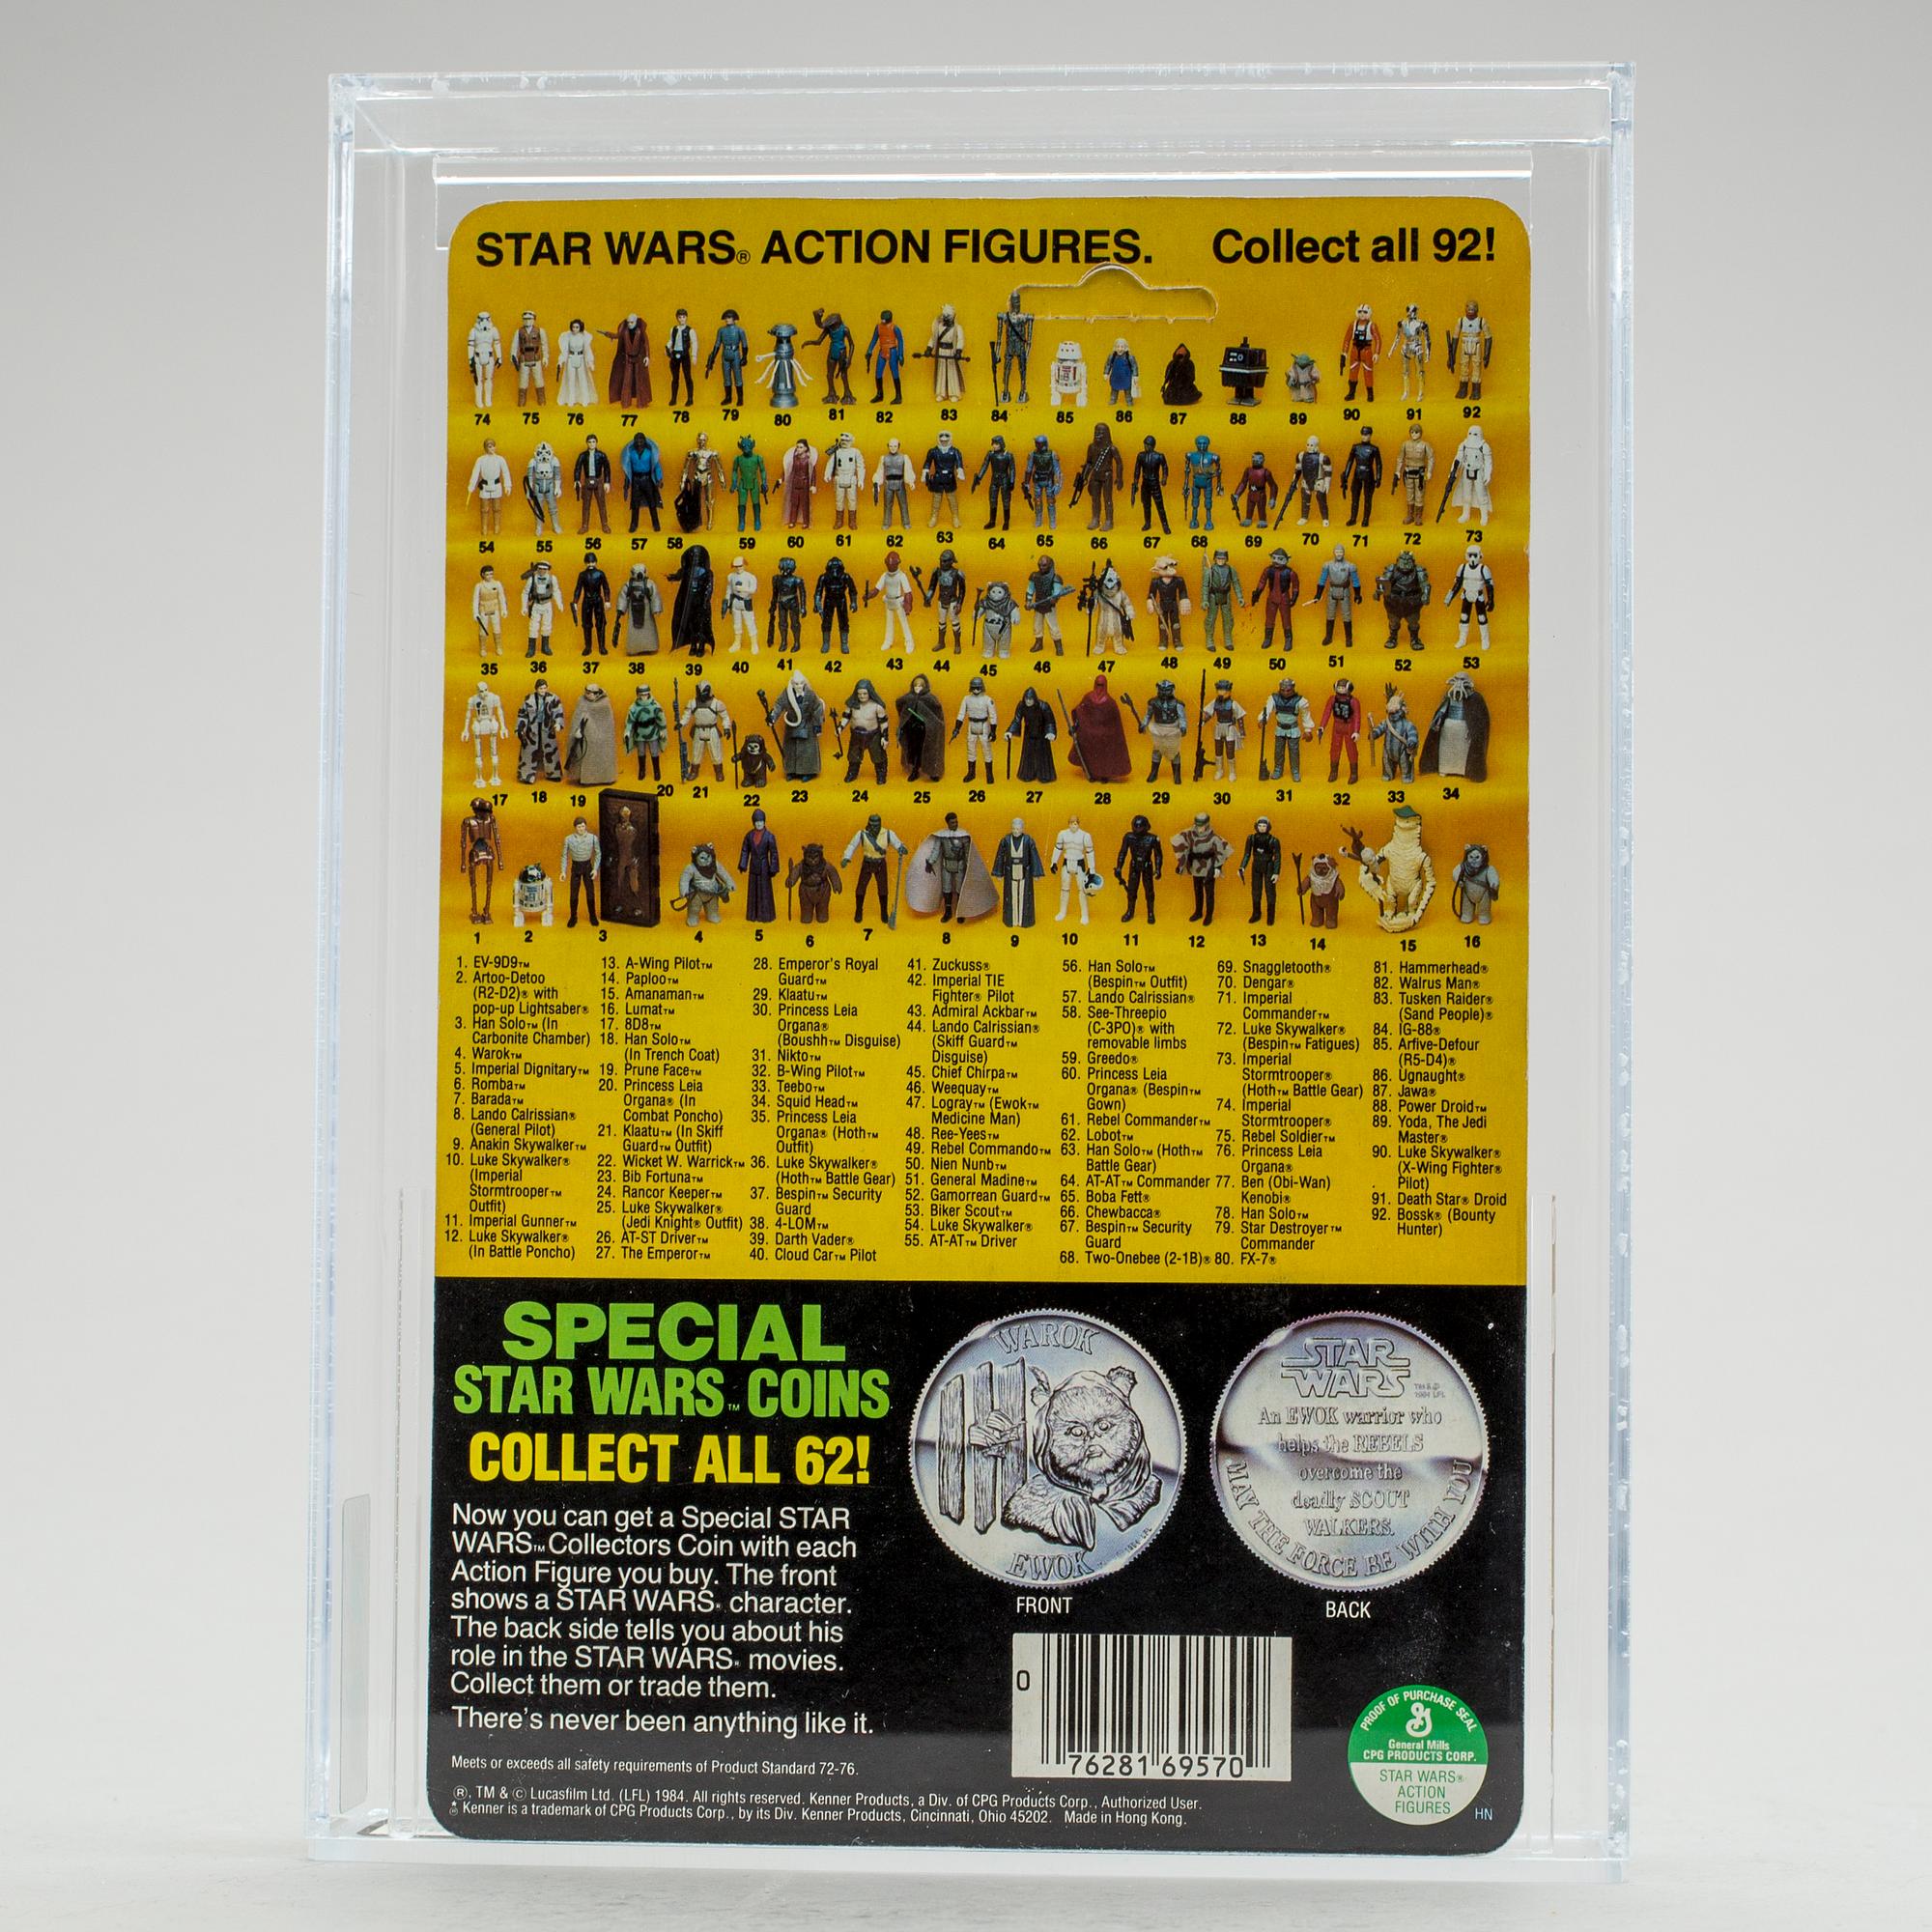 STAR WARS® ACTION FIGURES. Collect all 92!
74 75 76 77 78 79 80 81 82 83 84 85 86 87 88 89 90 91 92
54 55 56 57 58 59 60 61 62 63 64 65 66 67 68 69 70 71 72 73
35 36 37 38 39 40 41 42 43 44 45 46 47 48 49 50 51 52 53
17 18 19 20 21 22 23 24 25 26 27 28 29 30 31 32 33 34
1 2 3 4 5 6 7 8 9 10 11 12 13 14 15 16
1. EV-9D9™
2. Artoo-Detoo
(R2-D2)® with
pop-up Lightsaber®
3. Han Solo™ (In
Carbonite Chamber)
4. Warok™
5. Imperial Dignitary™
6. Romba™
7. Barada™
8. Lando Calrissian®
(General Pilot)
9. Anakin Skywalker™
10. Luke Skywalker®
(Imperial
Stormtrooper™
Outfit)
11. Imperial Gunner™
12. Luke Skywalker®
(In Battle Poncho)
13. A-Wing Pilot™
14. Paploo™
15. Amanaman™
16. Lumat™
17. 8D8™
18. Han Solo™
(In Trench Coat)
19. Prune Face™
20. Princess Leia
Organa® (In
Combat Poncho)
21. Klaatu™ (In Skiff
Guard™ Outfit)
22. Wicket W. Warrick™
23. Bib Fortuna™
24. Rancor Keeper™
25. Luke Skywalker®
(Jedi Knight® Outfit)
26. AT-ST Driver™
27. The Emperor™
28. Emperor's Royal
Guard™
29. Klaatu™
30. Princess Leia
Organa®
(Boushh™ Disguise)
31. Nikto™
32. B-Wing Pilot™
33. Teebo™
34. Squid Head™
35. Princess Leia
Organa® (Hoth™
Outfit)
36. Luke Skywalker®
(Hoth™ Battle Gear)
37. Bespin™ Security
Guard
38. 4-LOM™
39. Darth Vader®
40. Cloud Car™ Pilot
41. Zuckuss®
42. Imperial TIE
Fighter® Pilot
43. Admiral Ackbar™
44. Lando Calrissian®
(Skiff Guard™
Disguise)
45. Chief Chirpa™
46. Weequay™
47. Logray™ (Ewok™
Medicine Man)
48. Ree-Yees™
49. Rebel Commando™
50. Nien Nunb™
51. General Madine™
52. Gamorrean Guard™
53. Biker Scout™
54. Luke Skywalker®
55. AT-AT™ Driver
56. Han Solo™
(Bespin™ Outfit)
57. Lando Calrissian®
58. See-Threepio
(C-3PO)® with
removable limbs
59. Greedo®
60. Princess Leia
Organa® (Bespin™
Gown)
61. Rebel Commander™
62. Lobot™
63. Han Solo™ (Hoth™
Battle Gear)
64. AT-AT™ Commander
65. Boba Fett®
66. Chewbacca®
67. Bespin™ Security
Guard
68. Two-Onebee (2-1B)®
69. Snaggletooth®
70. Dengar®
71. Imperial
Commander™
72. Luke Skywalker®
(Bespin™ Fatigues)
73. Imperial
Stormtrooper®
(Hoth™ Battle Gear)
74. Imperial
Stormtrooper®
75. Rebel Soldier™
76. Princess Leia
Organa®
77. Ben (Obi-Wan)
Kenobi®
78. Han Solo™
79. Star Destroyer™
Commander
80. FX-7®
81. Hammerhead®
82. Walrus Man®
83. Tusken Raider®
(Sand People)®
84. IG-88®
85. Arfive-Defour
(R5-D4)®
86. Ugnaught®
87. Jawa®
88. Power Droid™
89. Yoda, The Jedi
Master®
90. Luke Skywalker®
(X-Wing Fighter®
Pilot)
91. Death Star® Droid
92. Bossk® (Bounty
Hunter)
SPECIAL
STAR WARS™ COINS
COLLECT ALL 62!
Now you can get a Special STAR
WARS™ Collectors Coin with each
Action Figure you buy. The front
shows a STAR WARS® character.
The back side tells you about his
role in the STAR WARS® movies.
Collect them or trade them.
There's never been anything like it.
WAROK
EWOK
FRONT
STAR
WARS
TM & ©
1984 LFL
An EWOK warrior who
helps the REBELS
overcome the
deadly SCOUT
WALKERS.
MAY THE FORCE BE WITH YOU
BACK
0 76281 69570
PROOF OF PURCHASE SEAL
General Mills
CPG PRODUCTS CORP.
STAR WARS®
ACTION
FIGURES
HN
Meets or exceeds all safety requirements of Product Standard 72-76.
®, TM & © Lucasfilm Ltd. (LFL) 1984. All rights reserved. Kenner Products, a Div. of CPG Products Corp., Authorized User.
Kenner is a trademark of CPG Products Corp., by its Div. Kenner Products, Cincinnati, Ohio 45202. Made in Hong Kong.